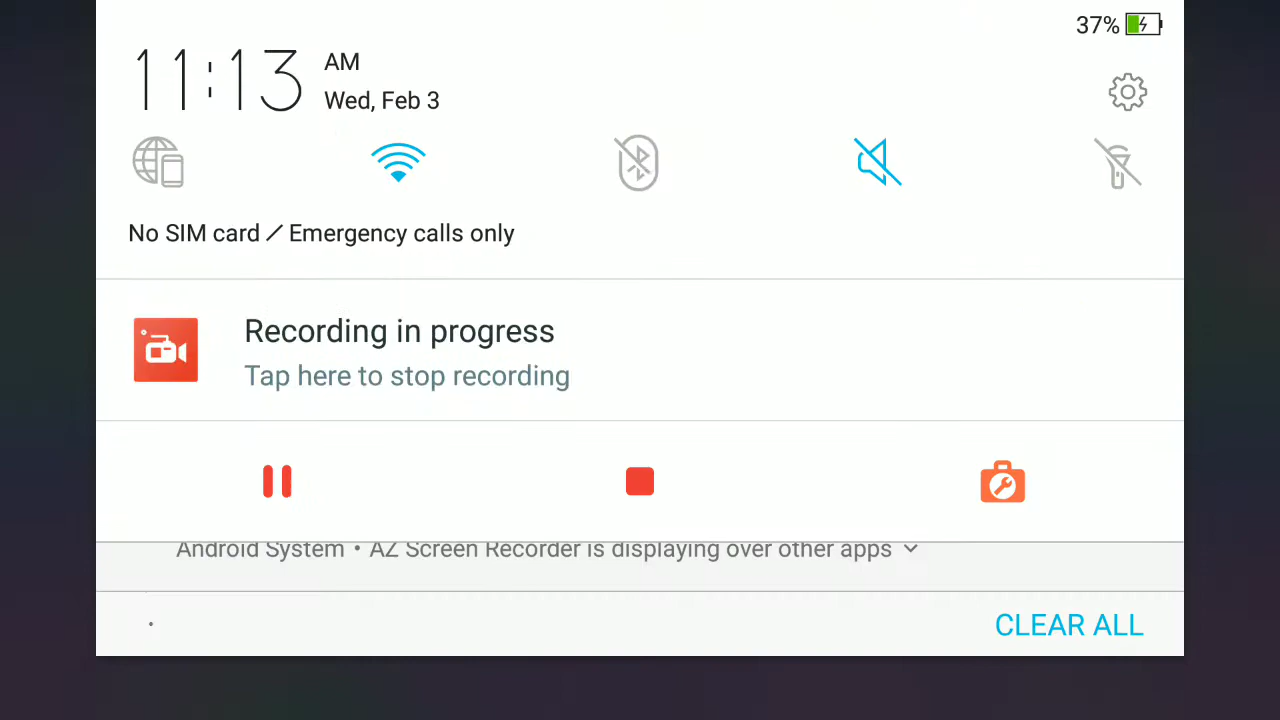 37%
11:13
AM
Wed, Feb 3
No SIM card / Emergency calls only
Recording in progress
Tap here to stop recording
Android System • AZ Screen Recorder is displaying over other apps
CLEAR ALL